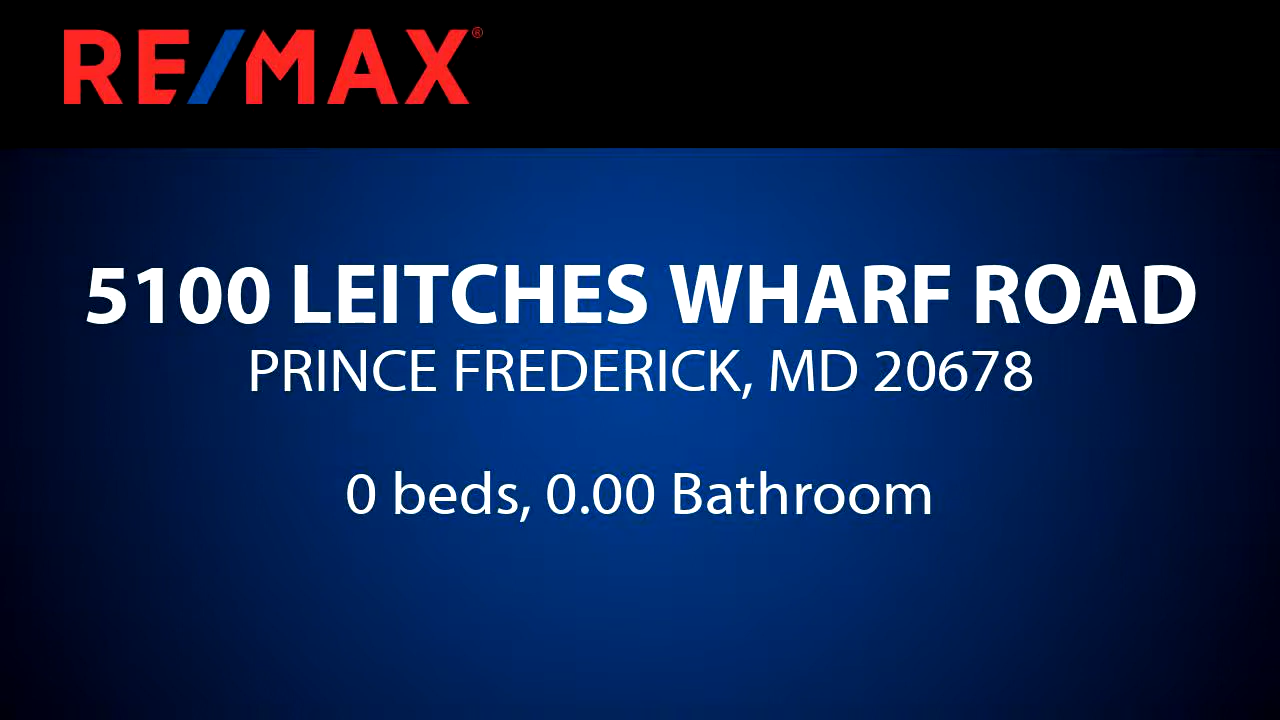 RE/MAX®
5100 LEITCHES WHARF ROAD
PRINCE FREDERICK, MD 20678
0 beds, 0.00 Bathroom